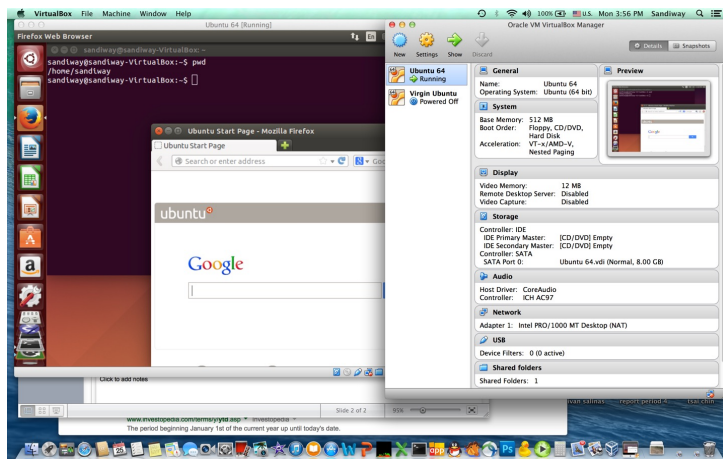 VirtualBox File Machine Window Help
100% U.S. Mon 3:56 PM Sandiway
Ubuntu 64 [Running]
Firefox Web Browser
En
sandiway@sandiway-VirtualBox: ~
sandiway@sandiway-VirtualBox:~$ pwd
/home/sandiway
sandiway@sandiway-VirtualBox:~$
Ubuntu Start Page - Mozilla Firefox
Ubuntu Start Page
Search or enter address
Goo
ubuntu
Google
Oracle VM VirtualBox Manager
New Settings Show Discard
Details Snapshots
Ubuntu 64
Running
Virgin Ubuntu
Powered Off
General
Name: Ubuntu 64
Operating System: Ubuntu (64 bit)
Preview
System
Base Memory: 512 MB
Boot Order: Floppy, CD/DVD,
Hard Disk
Acceleration: VT-x/AMD-V,
Nested Paging
Display
Video Memory: 12 MB
Remote Desktop Server: Disabled
Video Capture: Disabled
Storage
Controller: IDE
IDE Primary Master: [CD/DVD] Empty
IDE Secondary Master: [CD/DVD] Empty
Controller: SATA
SATA Port 0: Ubuntu 64.vdi (Normal, 8.00 GB)
Audio
Host Driver: CoreAudio
Controller: ICH AC97
Network
Adapter 1: Intel PRO/1000 MT Desktop (NAT)
USB
Device Filters: 0 (0 active)
Shared folders
Shared Folders: 1
Click to add notes
Slide 2 of 2 95%
www.investopedia.com/terms/y/ytd.asp Investopedia
The period beginning January 1st of the current year up until today's date.